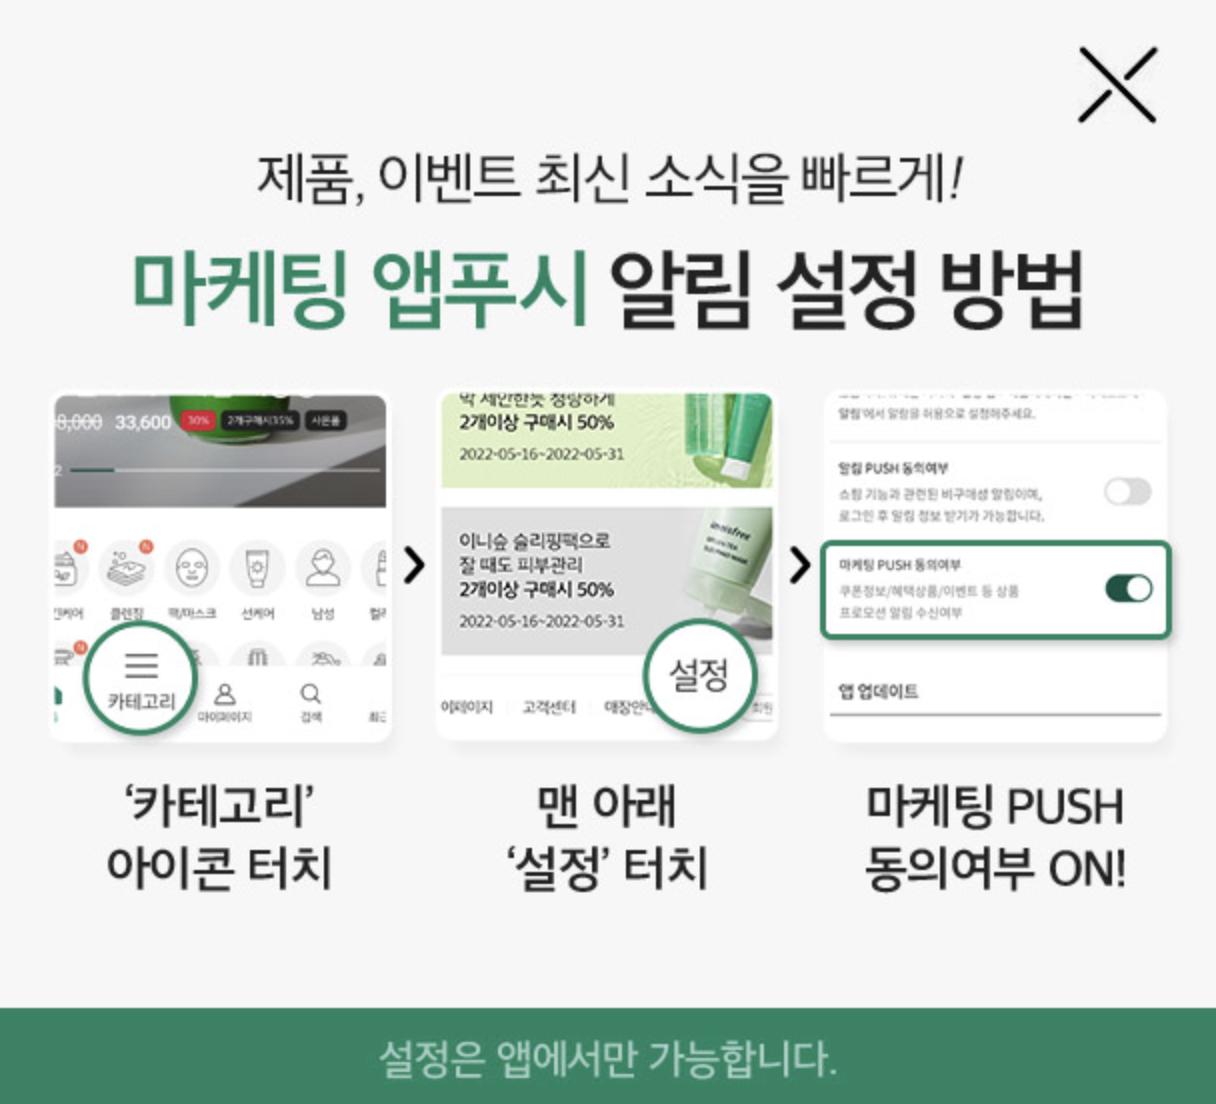 제품, 이벤트 최신 소식을 빠르게!
마케팅 앱푸시 알림 설정 방법
8,000 33,600 30% 2개구매시35% 사은품
N
N
클렌징 팩/마스크 선케어 남성
N
카테고리
마이페이지 검색
막 세안한듯 청량하게
2개이상 구매시 50%
2022-05-16~2022-05-31
이니숲 슬리핑팩으로
잘 때도 피부관리
2개이상 구매시 50%
2022-05-16~2022-05-31
innisfree
GREEN TEA
설정
이페이지 고객센터 매장안
회원
알림'에서 알람을 허용으로 설정해주세요.
알림 PUSH 동의여부
쇼핑 기능과 관련된 비구매성 알림이며,
로그인 후 알림 정보 받기가 가능합니다.
마케팅 PUSH 동의여부
쿠폰정보/혜택상품/이벤트 등 상품
프로모션 알림 수신여부
앱 업데이트
‘카테고리’
아이콘 터치
맨 아래
‘설정’ 터치
마케팅 PUSH
동의여부 ON!
설정은 앱에서만 가능합니다.